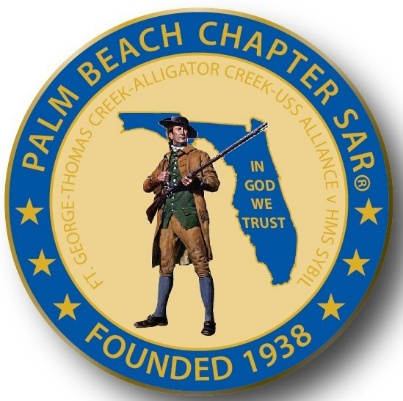 PALM BEACH CHAPTER SAR®
FT. GEORGE-THOMAS CREEK-ALLIGATOR CREEK-USS ALLIANCE v HMS SYBIL
IN
GOD
WE
TRUST
FOUNDED 1938